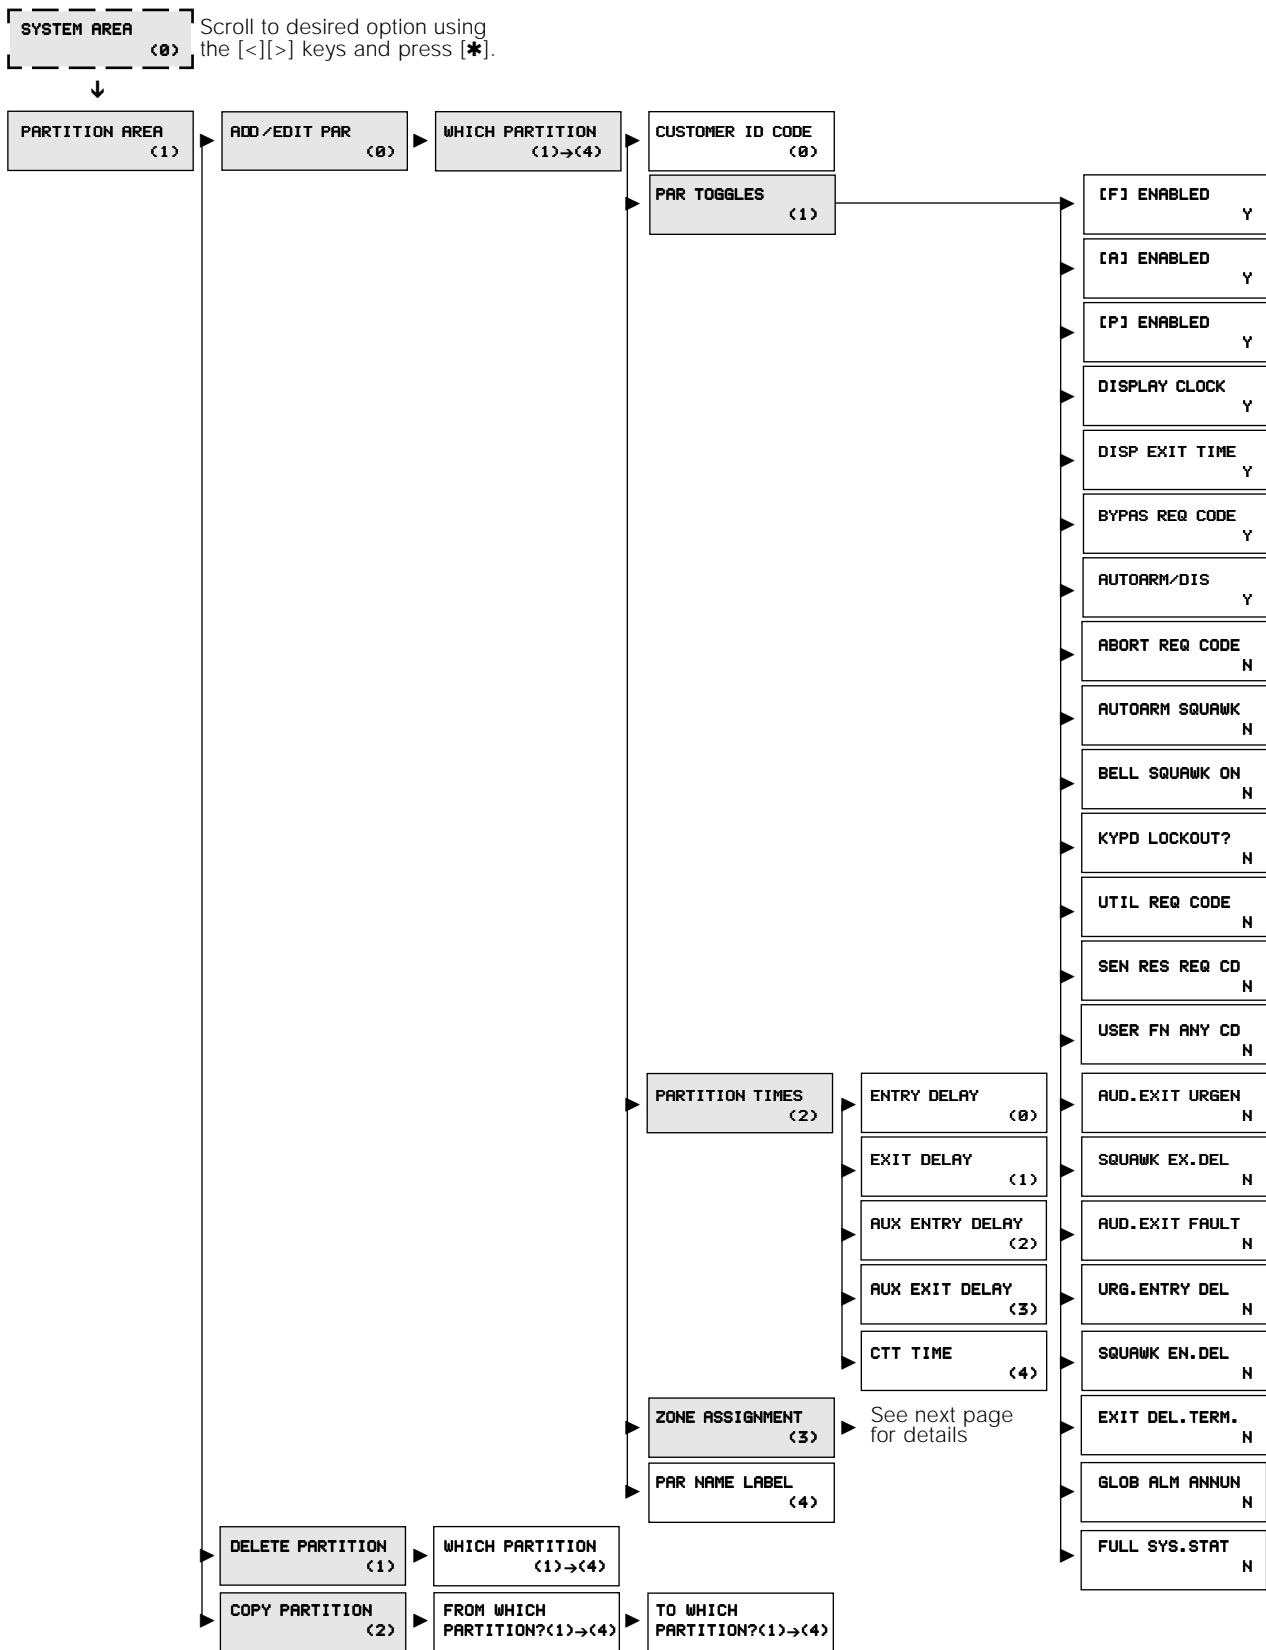 SYSTEM AREA
(0)
Scroll to desired option using
the [<][>] keys and press [✱].
PARTITION AREA
(1)
ADD/EDIT PAR
(0)
WHICH PARTITION
(1)→(4)
CUSTOMER ID CODE
(0)
PAR TOGGLES
(1)
[F] ENABLED
Y
[A] ENABLED
Y
[P] ENABLED
Y
DISPLAY CLOCK
Y
DISP EXIT TIME
Y
BYPAS REQ CODE
Y
AUTOARM/DIS
Y
ABORT REQ CODE
N
AUTOARM SQUAWK
N
BELL SQUAWK ON
N
KYPD LOCKOUT?
N
UTIL REQ CODE
N
SEN RES REQ CD
N
USER FN ANY CD
N
PARTITION TIMES
(2)
ENTRY DELAY
(0)
EXIT DELAY
(1)
AUX ENTRY DELAY
(2)
AUX EXIT DELAY
(3)
CTT TIME
(4)
AUD.EXIT URGEN
N
SQUAWK EX.DEL
N
AUD.EXIT FAULT
N
URG.ENTRY DEL
N
SQUAWK EN.DEL
N
EXIT DEL.TERM.
N
GLOB ALM ANNUN
N
FULL SYS.STAT
N
ZONE ASSIGNMENT
(3)
See next page
for details
PAR NAME LABEL
(4)
DELETE PARTITION
(1)
WHICH PARTITION
(1)→(4)
COPY PARTITION
(2)
FROM WHICH
PARTITION?(1)→(4)
TO WHICH
PARTITION?(1)→(4)